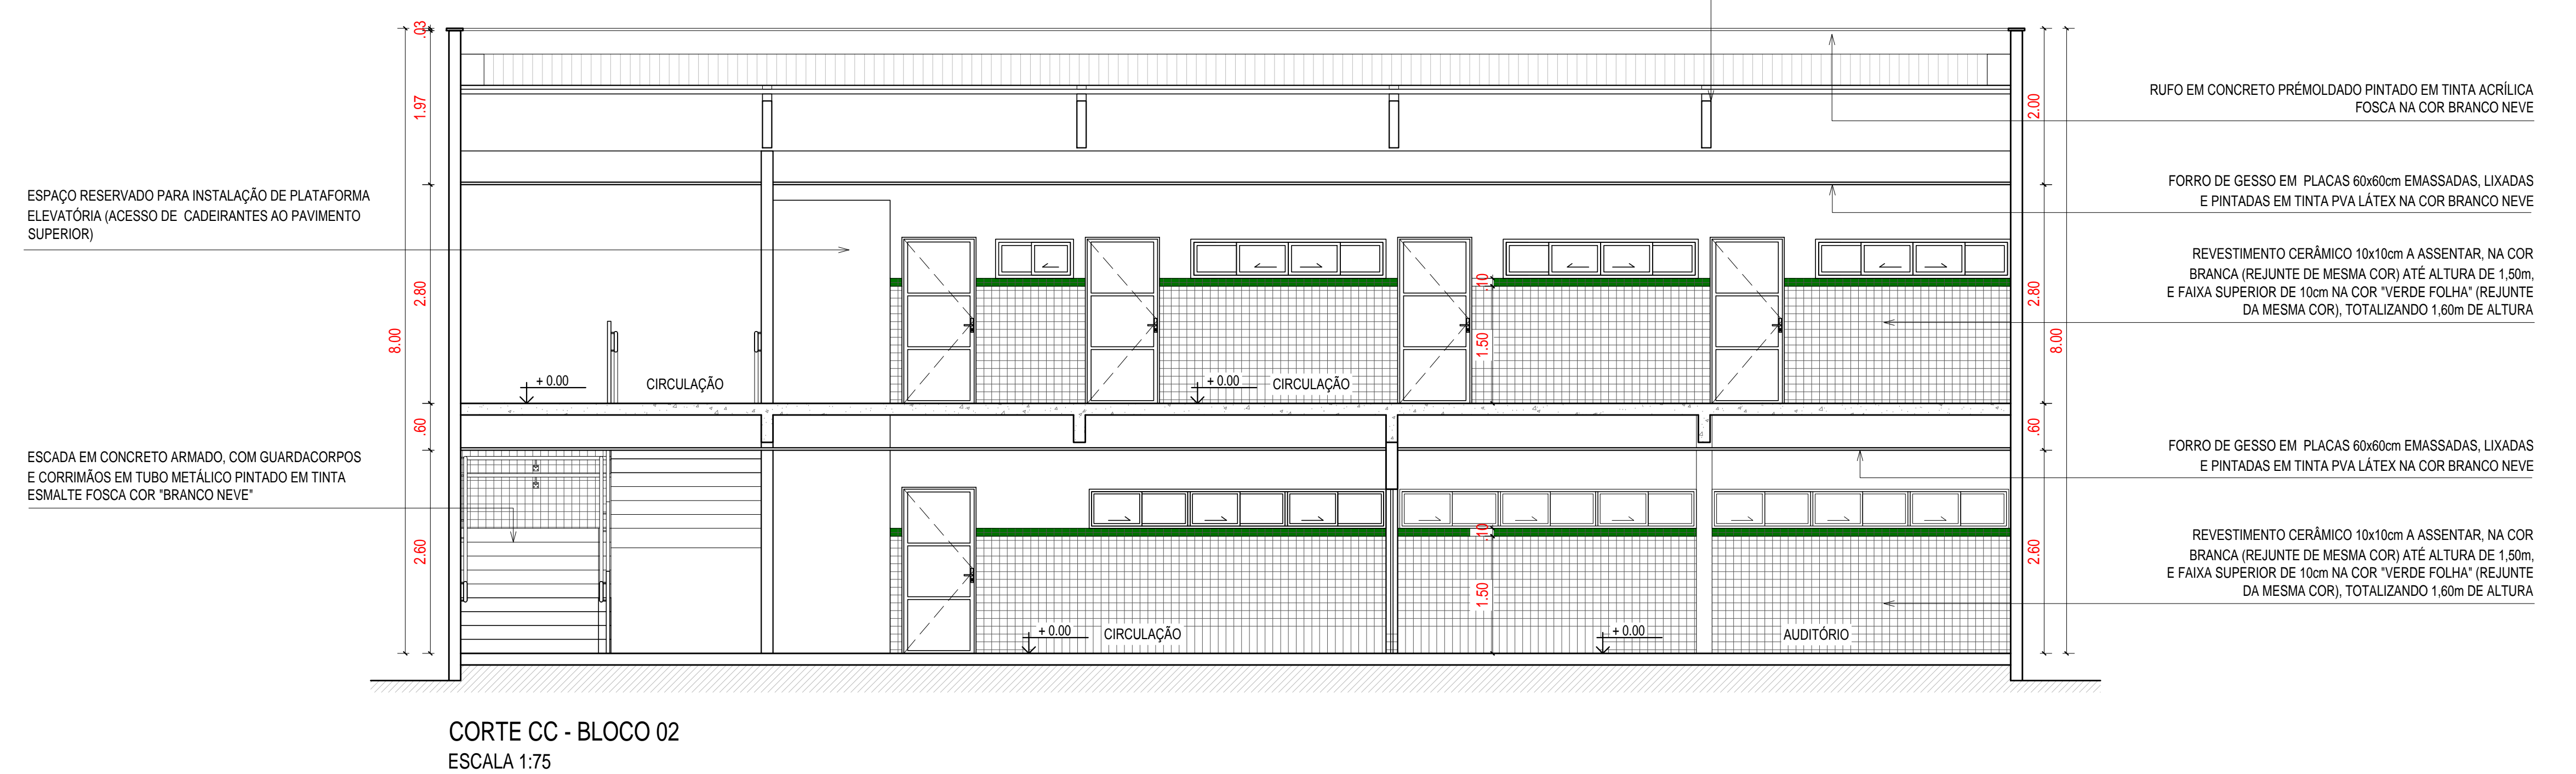 .03
1.97
2.80
8.00
.60
2.60
ESPAÇO RESERVADO PARA INSTALAÇÃO DE PLATAFORMA
ELEVATÓRIA (ACESSO DE CADEIRANTES AO PAVIMENTO
SUPERIOR)
ESCADA EM CONCRETO ARMADO, COM GUARDACORPOS
E CORRIMÃOS EM TUBO METÁLICO PINTADO EM TINTA
ESMALTE FOSCA COR "BRANCO NEVE"
+ 0.00
CIRCULAÇÃO
+ 0.00
CIRCULAÇÃO
.10
1.50
+ 0.00
CIRCULAÇÃO
.10
1.50
+ 0.00
AUDITÓRIO
2.00
2.80
8.00
.60
2.60
RUFO EM CONCRETO PRÉMOLDADO PINTADO EM TINTA ACRÍLICA
FOSCA NA COR BRANCO NEVE
FORRO DE GESSO EM PLACAS 60x60cm EMASSADAS, LIXADAS
E PINTADAS EM TINTA PVA LÁTEX NA COR BRANCO NEVE
REVESTIMENTO CERÂMICO 10x10cm A ASSENTAR, NA COR
BRANCA (REJUNTE DE MESMA COR) ATÉ ALTURA DE 1,50m,
E FAIXA SUPERIOR DE 10cm NA COR "VERDE FOLHA" (REJUNTE
DA MESMA COR), TOTALIZANDO 1,60m DE ALTURA
FORRO DE GESSO EM PLACAS 60x60cm EMASSADAS, LIXADAS
E PINTADAS EM TINTA PVA LÁTEX NA COR BRANCO NEVE
REVESTIMENTO CERÂMICO 10x10cm A ASSENTAR, NA COR
BRANCA (REJUNTE DE MESMA COR) ATÉ ALTURA DE 1,50m,
E FAIXA SUPERIOR DE 10cm NA COR "VERDE FOLHA" (REJUNTE
DA MESMA COR), TOTALIZANDO 1,60m DE ALTURA
CORTE CC - BLOCO 02
ESCALA 1:75